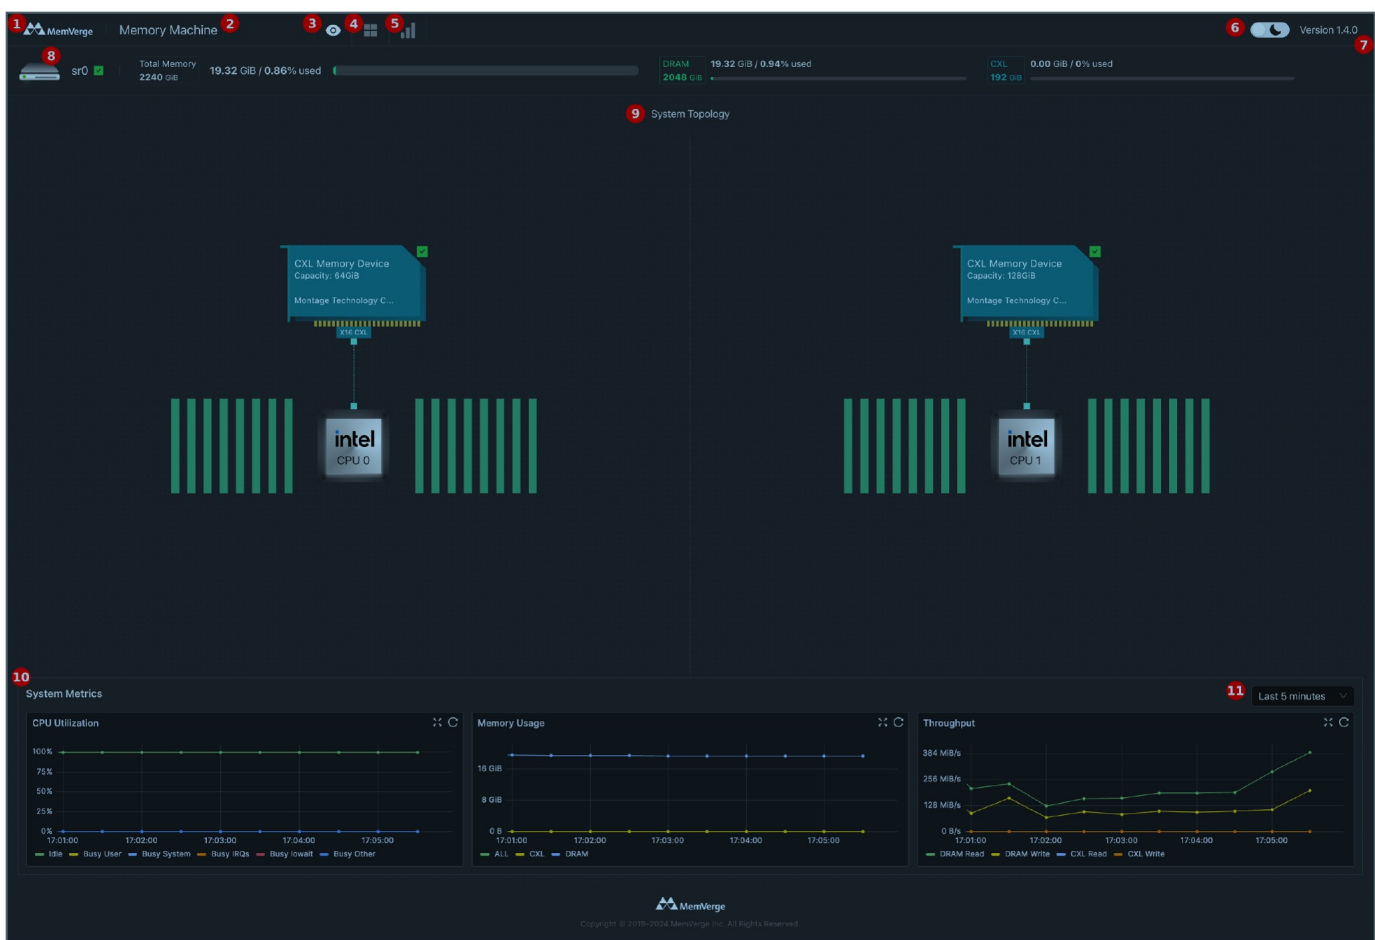 1 MemVerge Memory Machine 2 3 4 5 6 Version 1.4.0
7
8
sr0 Total Memory 19.32 GiB / 0.86% used DRAM 19.32 GiB / 0.94% used CXL 0.00 GiB / 0% used
2240 GiB 2048 GiB 192 GiB
9 System Topology
CXL Memory Device
Capacity: 64GiB
Montage Technology C...
X16 CXL
intel
CPU 0
CXL Memory Device
Capacity: 128GiB
Montage Technology C...
X16 CXL
intel
CPU 1
10
System Metrics 11 Last 5 minutes
CPU Utilization
100%
75%
50%
25%
0%
17:01:00 17:02:00 17:03:00 17:04:00 17:05:00
Idle Busy User Busy System Busy IRQs Busy Iowait Busy Other
Memory Usage
16 GiB
8 GiB
0 B
17:01:00 17:02:00 17:03:00 17:04:00 17:05:00
ALL CXL DRAM
Throughput
384 MiB/s
256 MiB/s
128 MiB/s
0 B/s
17:01:00 17:02:00 17:03:00 17:04:00 17:05:00
DRAM Read DRAM Write CXL Read CXL Write
MemVerge
Copyright © 2019-2024 MemVerge Inc. All Rights Reserved.